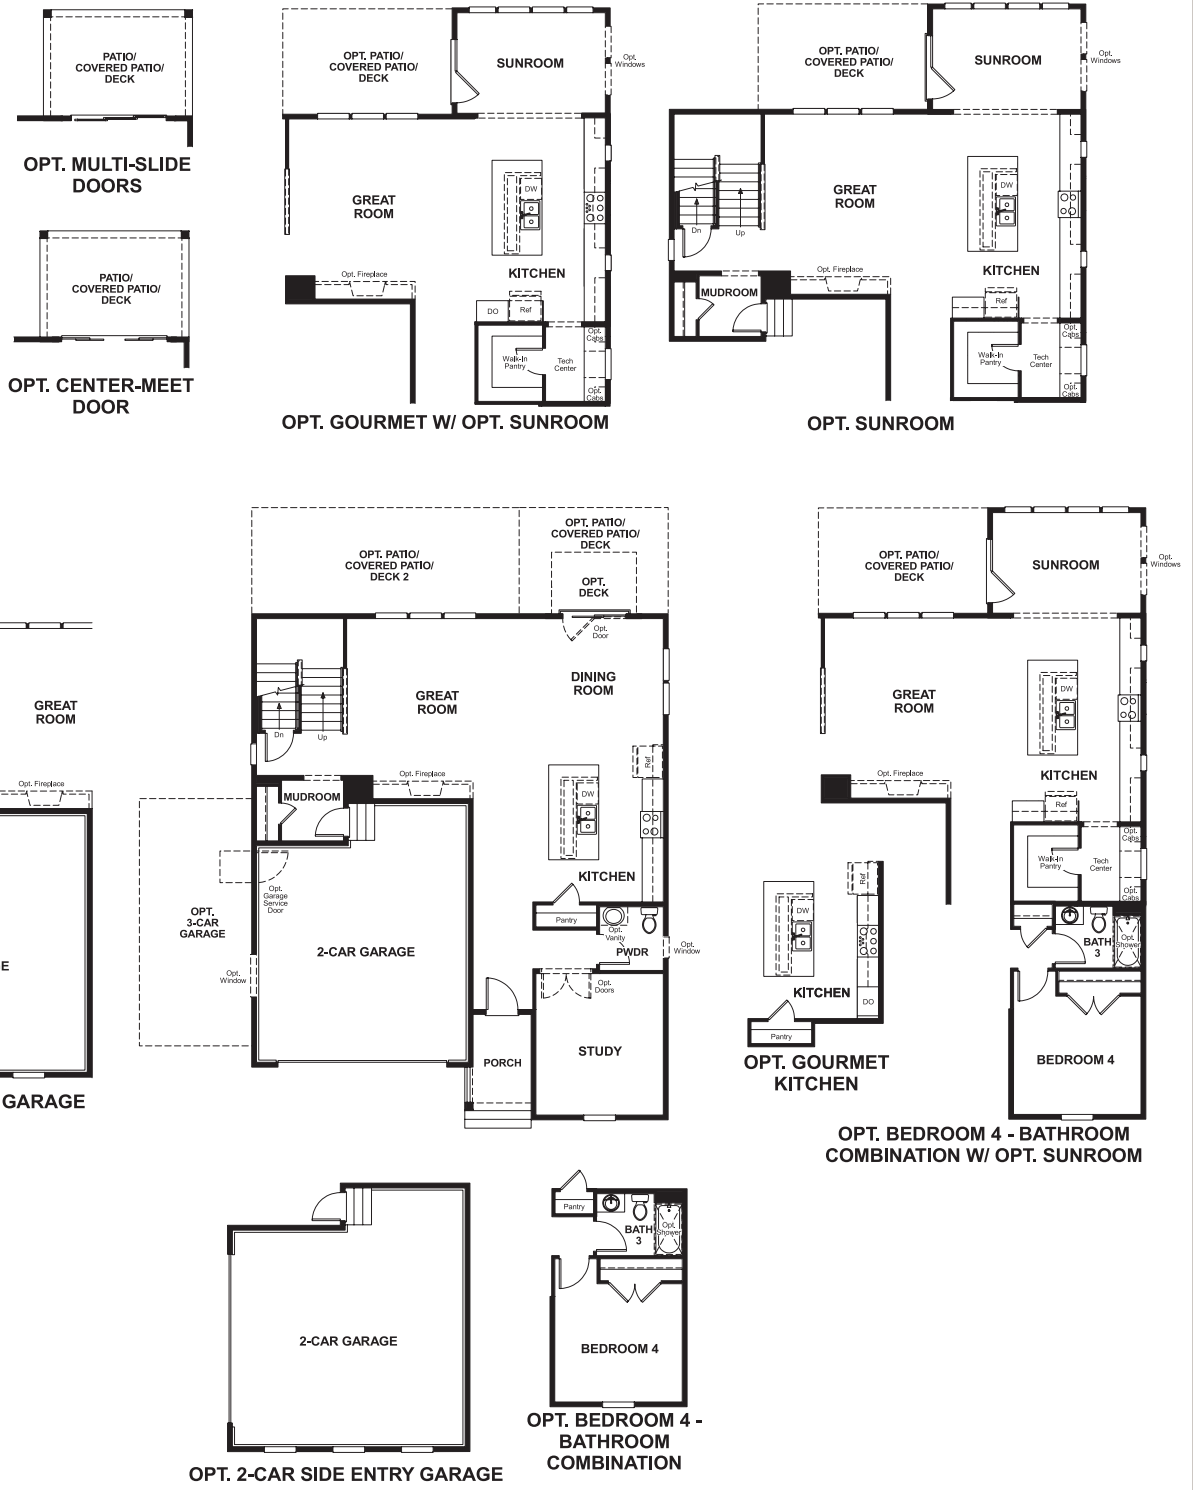 PATIO/
COVERED PATIO/
DECK
OPT. MULTI-SLIDE
DOORS
PATIO/
COVERED PATIO/
DECK
OPT. CENTER-MEET
DOOR
OPT. PATIO/
COVERED PATIO/
DECK
SUNROOM
Opt.
Windows
GREAT
ROOM
DW
KITCHEN
Opt. Fireplace
DO
Ref
Walk-In
Pantry
Tech
Center
Opt.
Cabs
Opt.
Cabs
OPT. GOURMET W/ OPT. SUNROOM
OPT. PATIO/
COVERED PATIO/
DECK
SUNROOM
Opt.
Windows
GREAT
ROOM
DW
Dn
Up
KITCHEN
Opt. Fireplace
MUDROOM
Ref
Walk-In
Pantry
Tech
Center
Opt.
Cabs
Opt.
Cabs
OPT. SUNROOM
GREAT
ROOM
Opt. Fireplace
E
GARAGE
OPT. PATIO/
COVERED PATIO/
DECK 2
OPT. PATIO/
COVERED PATIO/
DECK
OPT.
DECK
Opt.
Door
DINING
ROOM
GREAT
ROOM
Dn
Up
Ref
Opt. Fireplace
MUDROOM
DW
KITCHEN
Opt.
Garage
Service
Door
OPT.
3-CAR
GARAGE
Opt.
Window
2-CAR GARAGE
Pantry
Opt.
Vanity
PWDR
Opt.
Window
Opt.
Doors
STUDY
PORCH
Ref
DW
KITCHEN
DO
Pantry
OPT. GOURMET
KITCHEN
OPT. PATIO/
COVERED PATIO/
DECK
SUNROOM
Opt.
Windows
GREAT
ROOM
DW
KITCHEN
Opt. Fireplace
Ref
Walk-In
Pantry
Tech
Center
Opt.
Cabs
Opt.
Cabs
BATH
3
Opt.
Shower
BEDROOM 4
OPT. BEDROOM 4 - BATHROOM
COMBINATION W/ OPT. SUNROOM
2-CAR GARAGE
OPT. 2-CAR SIDE ENTRY GARAGE
Pantry
BATH
3
Opt.
Shower
BEDROOM 4
OPT. BEDROOM 4 -
BATHROOM
COMBINATION